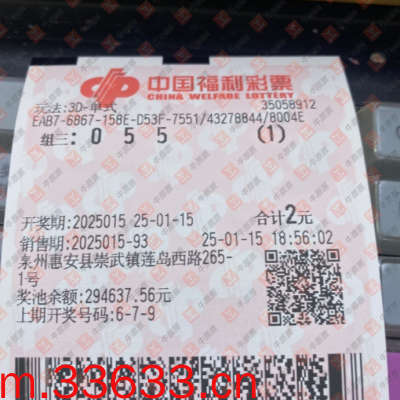 中国福利彩票
CHINA WELFARE LOTTERY
玩法:3D-单式 35058912
EAB7-6867-158E-D53F-7551/43278844/8004E
组三: 0 5 5 (1)
开奖期:2025015 25-01-15 合计2元
销售期:2025015-93 25-01-15 18:56:02
泉州惠安县崇武镇莲岛西路265-
1号
奖池余额:294637.56元
上期开奖号码:6-7-9
m.33633.cn